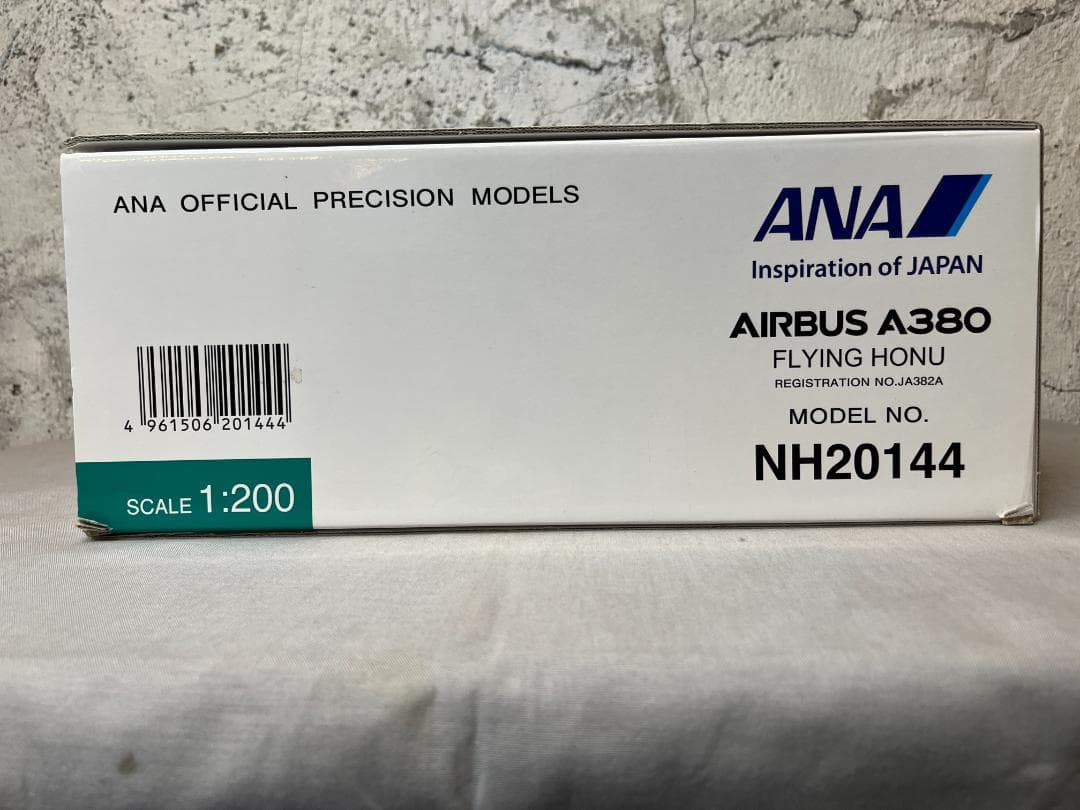 ANA OFFICIAL PRECISION MODELS
ANA
Inspiration of JAPAN
AIRBUS A380
FLYING HONU
REGISTRATION NO.JA382A
MODEL NO.
NH20144
4 961506 201444
SCALE 1:200